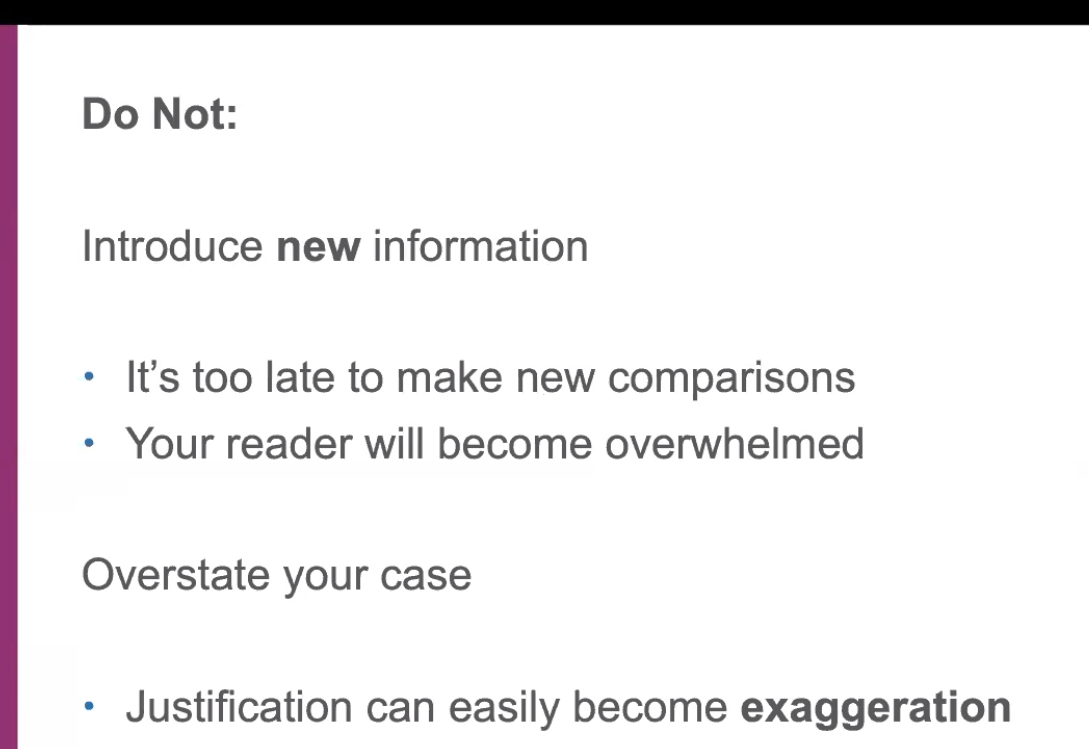 Do Not:
Introduce new information
• It’s too late to make new comparisons
• Your reader will become overwhelmed
Overstate your case
• Justification can easily become exaggeration